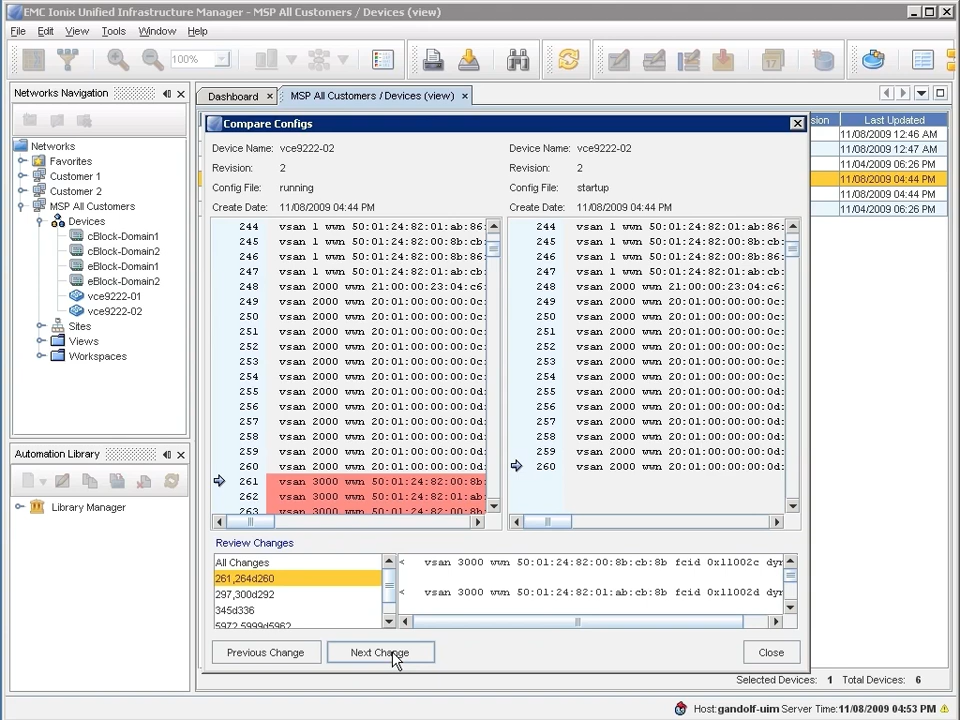 EMC Ionix Unified Infrastructure Manager - MSP All Customers / Devices (view)
File Edit View Tools Window Help
100%
17
Networks Navigation
Dashboard × MSP All Customers / Devices (view) ×
Networks
Favorites
Customer 1
Customer 2
MSP All Customers
Devices
cBlock-Domain1
cBlock-Domain2
eBlock-Domain1
eBlock-Domain2
vce9222-01
vce9222-02
Sites
Views
Workspaces
Automation Library
Library Manager
sion Last Updated
11/08/2009 12:46 AM
11/08/2009 12:47 AM
11/04/2009 06:26 PM
11/08/2009 04:44 PM
11/08/2009 04:44 PM
11/04/2009 06:26 PM
Compare Configs
Device Name: vce9222-02
Revision: 2
Config File: running
Create Date: 11/08/2009 04:44 PM
244 vsan 1 wwn 50:01:24:82:01:ab:86:
245 vsan 1 wwn 50:01:24:82:00:8b:cb:
246 vsan 1 wwn 50:01:24:82:00:8b:86:
247 vsan 1 wwn 50:01:24:82:01:ab:cb:
248 vsan 2000 wwn 21:00:00:23:04:c6:
249 vsan 2000 wwn 20:01:00:00:00:0c:
250 vsan 2000 wwn 20:01:00:00:00:0c:
251 vsan 2000 wwn 20:01:00:00:00:0c:
252 vsan 2000 wwn 20:01:00:00:00:0c:
253 vsan 2000 wwn 20:01:00:00:00:0c:
254 vsan 2000 wwn 20:01:00:00:00:0c:
255 vsan 2000 wwn 20:01:00:00:00:0d:
256 vsan 2000 wwn 20:01:00:00:00:0d:
257 vsan 2000 wwn 20:01:00:00:00:0d:
258 vsan 2000 wwn 20:01:00:00:00:0d:
259 vsan 2000 wwn 20:01:00:00:00:0d:
260 vsan 2000 wwn 20:01:00:00:00:0d:
261 vsan 3000 wwn 50:01:24:82:00:8b:
262 vsan 3000 wwn 50:01:24:82:01:ab:
263 vsan 3000 wwn 50:01:24:82:00:8b:
Device Name: vce9222-02
Revision: 2
Config File: startup
Create Date: 11/08/2009 04:44 PM
244 vsan 1 wwn 50:01:24:82:01:ab:86:
245 vsan 1 wwn 50:01:24:82:00:8b:cb:
246 vsan 1 wwn 50:01:24:82:00:8b:86:
247 vsan 1 wwn 50:01:24:82:01:ab:cb:
248 vsan 2000 wwn 21:00:00:23:04:c6:
249 vsan 2000 wwn 20:01:00:00:00:0c:
250 vsan 2000 wwn 20:01:00:00:00:0c:
251 vsan 2000 wwn 20:01:00:00:00:0c:
252 vsan 2000 wwn 20:01:00:00:00:0c:
253 vsan 2000 wwn 20:01:00:00:00:0c:
254 vsan 2000 wwn 20:01:00:00:00:0c:
255 vsan 2000 wwn 20:01:00:00:00:0d:
256 vsan 2000 wwn 20:01:00:00:00:0d:
257 vsan 2000 wwn 20:01:00:00:00:0d:
258 vsan 2000 wwn 20:01:00:00:00:0d:
259 vsan 2000 wwn 20:01:00:00:00:0d:
260 vsan 2000 wwn 20:01:00:00:00:0d:
Review Changes
All Changes
261,264d260
297,300d292
345d336
5972,5999d5962
< vsan 3000 wwn 50:01:24:82:00:8b:cb:8b fcid 0x11002c dyn
< vsan 3000 wwn 50:01:24:82:01:ab:cb:8b fcid 0x11002d dyn
Previous Change
Next Change
Close
Selected Devices: 1 Total Devices: 6
Host:gandolf-uim Server Time:11/08/2009 04:53 PM